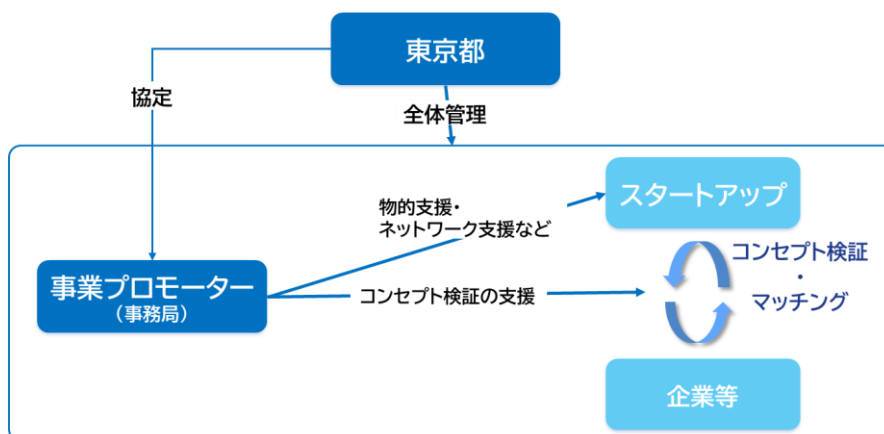 東京都
協定
全体管理
スタートアップ
物的支援・
ネットワーク支援など
コンセプト検証
・
マッチング
事業プロモーター
（事務局）
コンセプト検証の支援
企業等